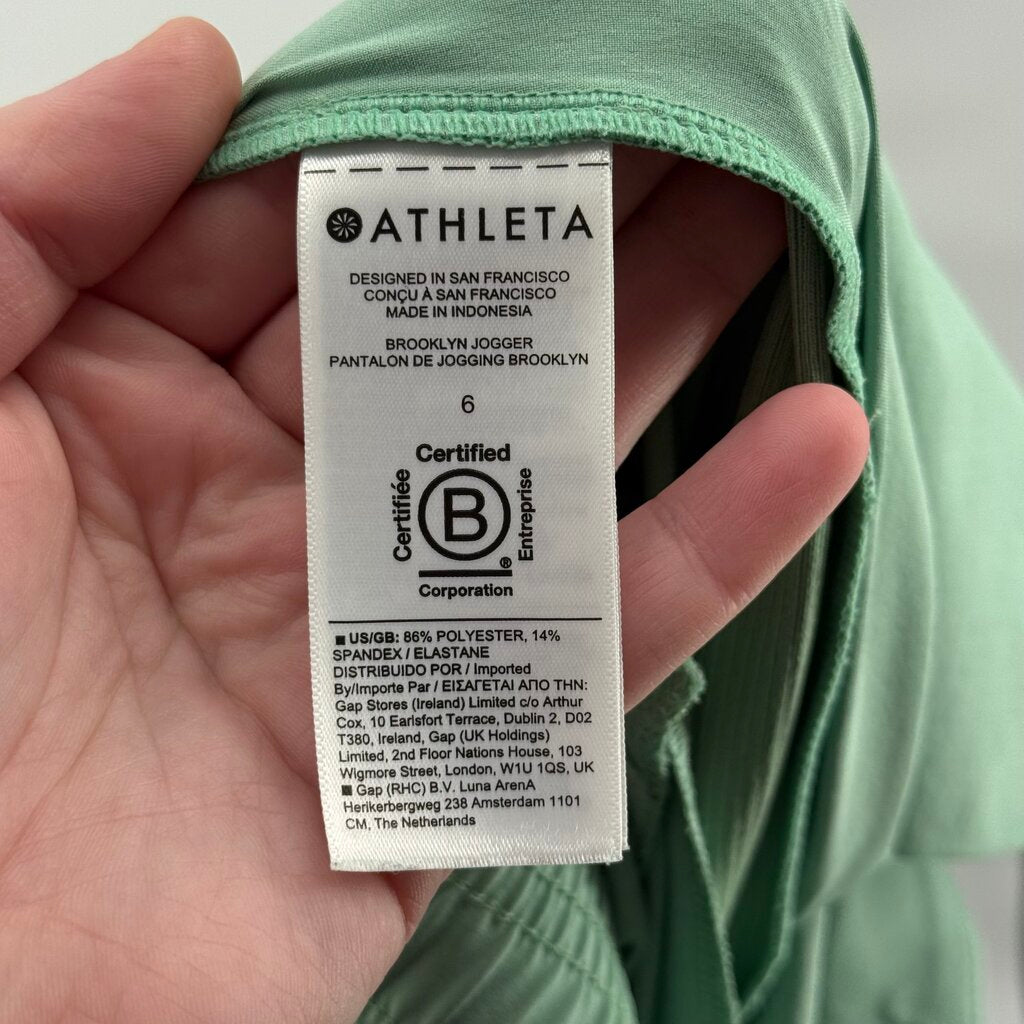 ATHLETA
DESIGNED IN SAN FRANCISCO
CONÇU À SAN FRANCISCO
MADE IN INDONESIA
BROOKLYN JOGGER
PANTALON DE JOGGING BROOKLYN
6
Certified
Certifiée
B
Entreprise
®
Corporation
■ US/GB: 86% POLYESTER, 14%
SPANDEX / ELASTANE
DISTRIBUIDO POR / Imported
By/Importe Par / ΕΙΣΑΓΕΤΑΙ ΑΠΟ ΤΗΝ:
Gap Stores (Ireland) Limited c/o Arthur
Cox, 10 Earlsfort Terrace, Dublin 2, D02
T380, Ireland, Gap (UK Holdings)
Limited, 2nd Floor Nations House, 103
Wigmore Street, London, W1U 1QS, UK
■ Gap (RHC) B.V. Luna ArenA
Herikerbergweg 238 Amsterdam 1101
CM, The Netherlands